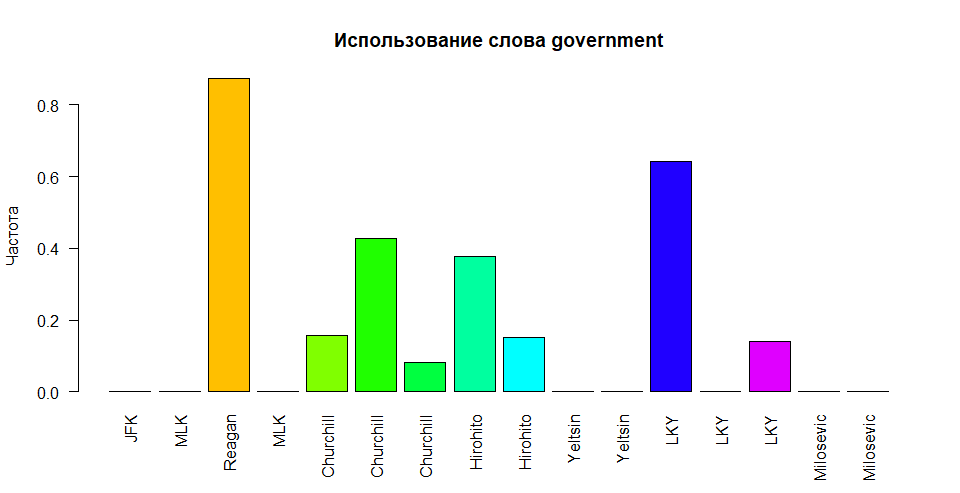 Использование слова government
Частота
0.8
0.6
0.4
0.2
0.0
JFK
MLK
Reagan
MLK
Churchill
Churchill
Churchill
Hirohito
Hirohito
Yeltsin
Yeltsin
LKY
LKY
LKY
Milosevic
Milosevic